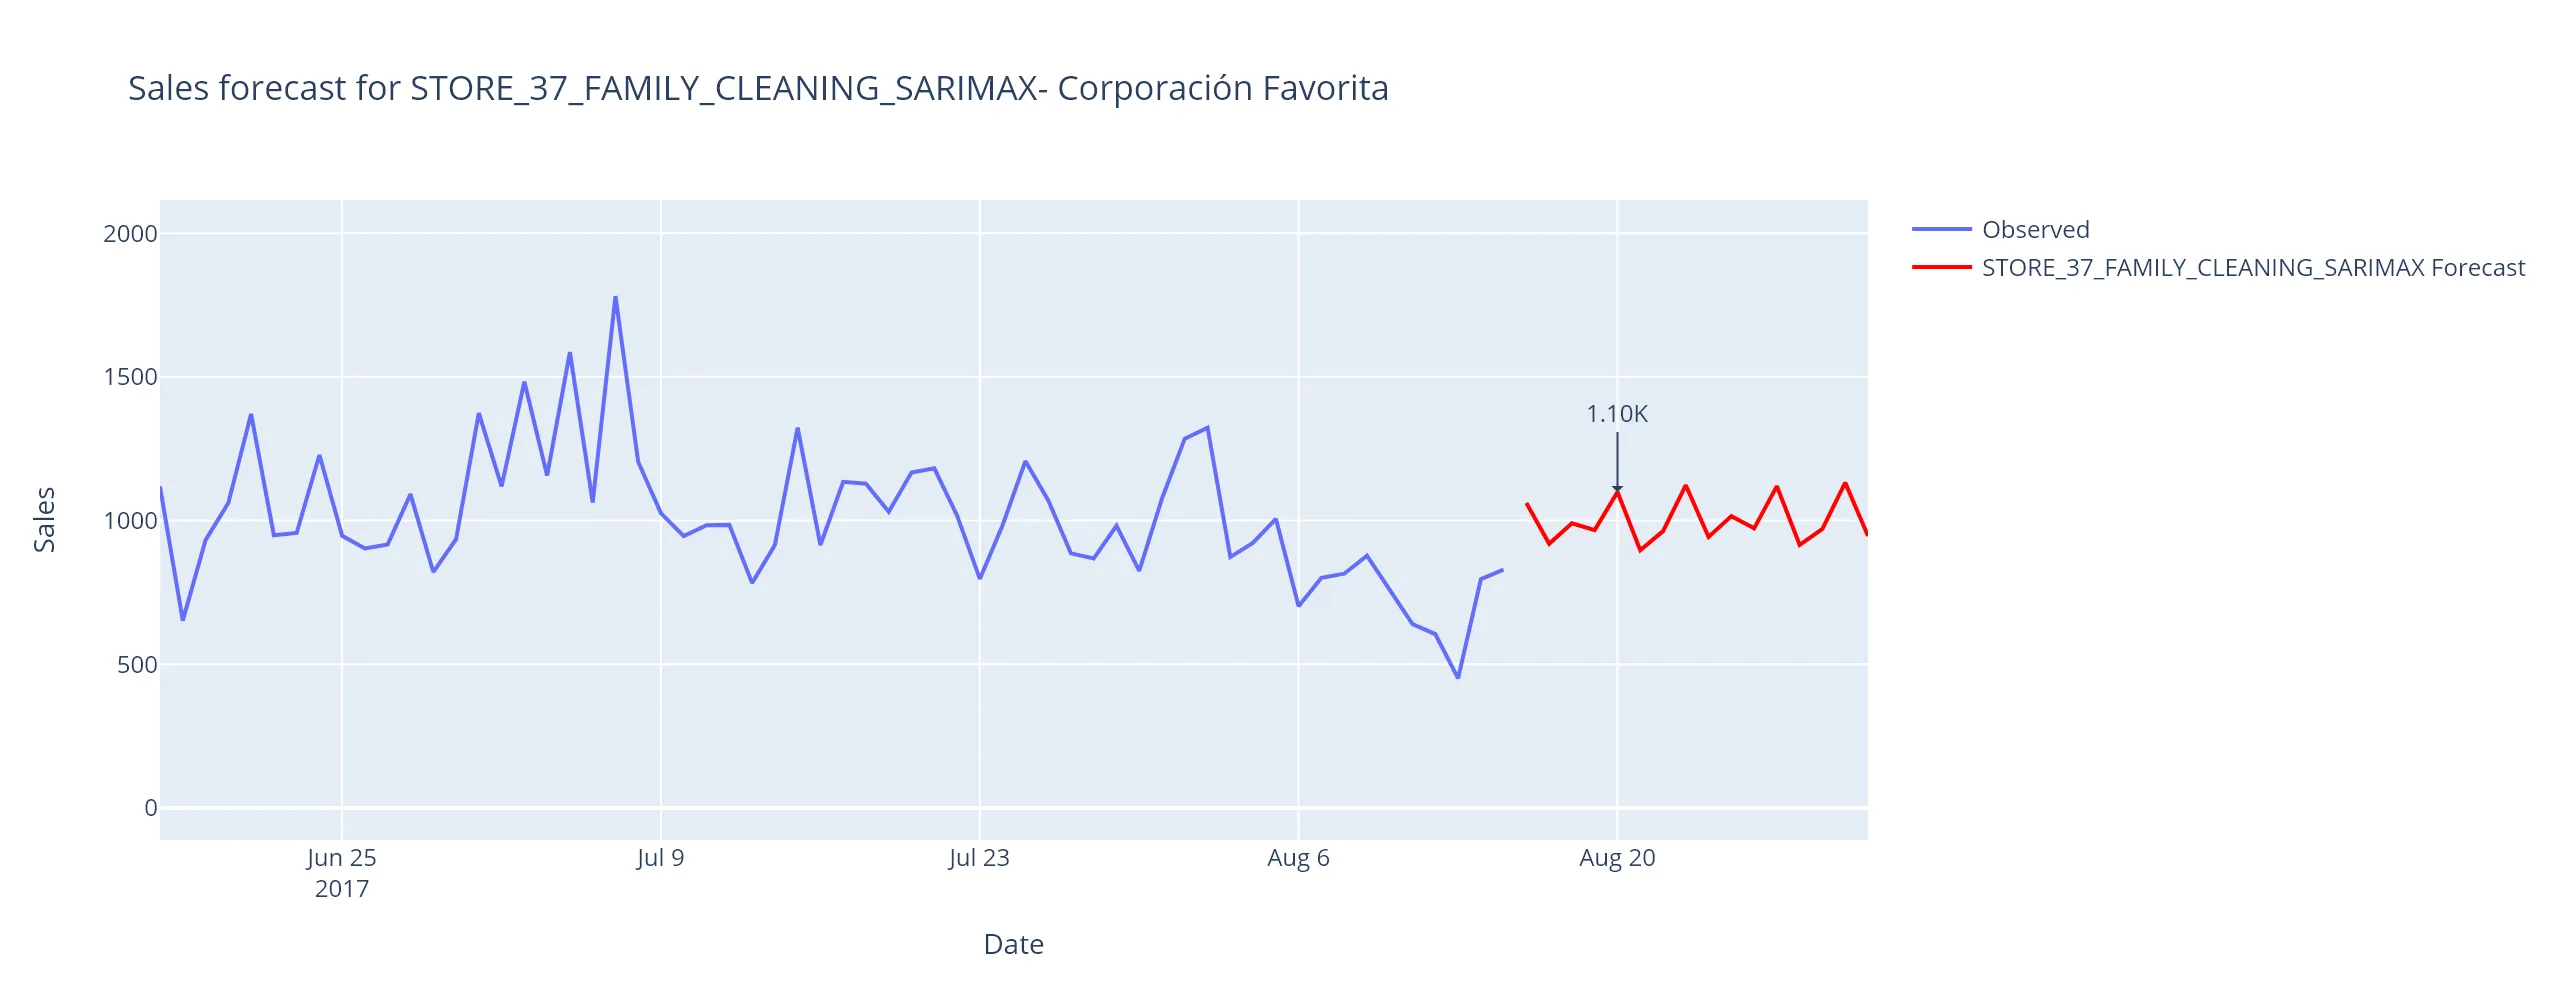 Sales forecast for STORE_37_FAMILY_CLEANING_SARIMAX- Corporación Favorita
Observed
STORE_37_FAMILY_CLEANING_SARIMAX Forecast
2000
1500
1000
500
0
Sales
1.10K
Jun 25
2017
Jul 9
Jul 23
Aug 6
Aug 20
Date